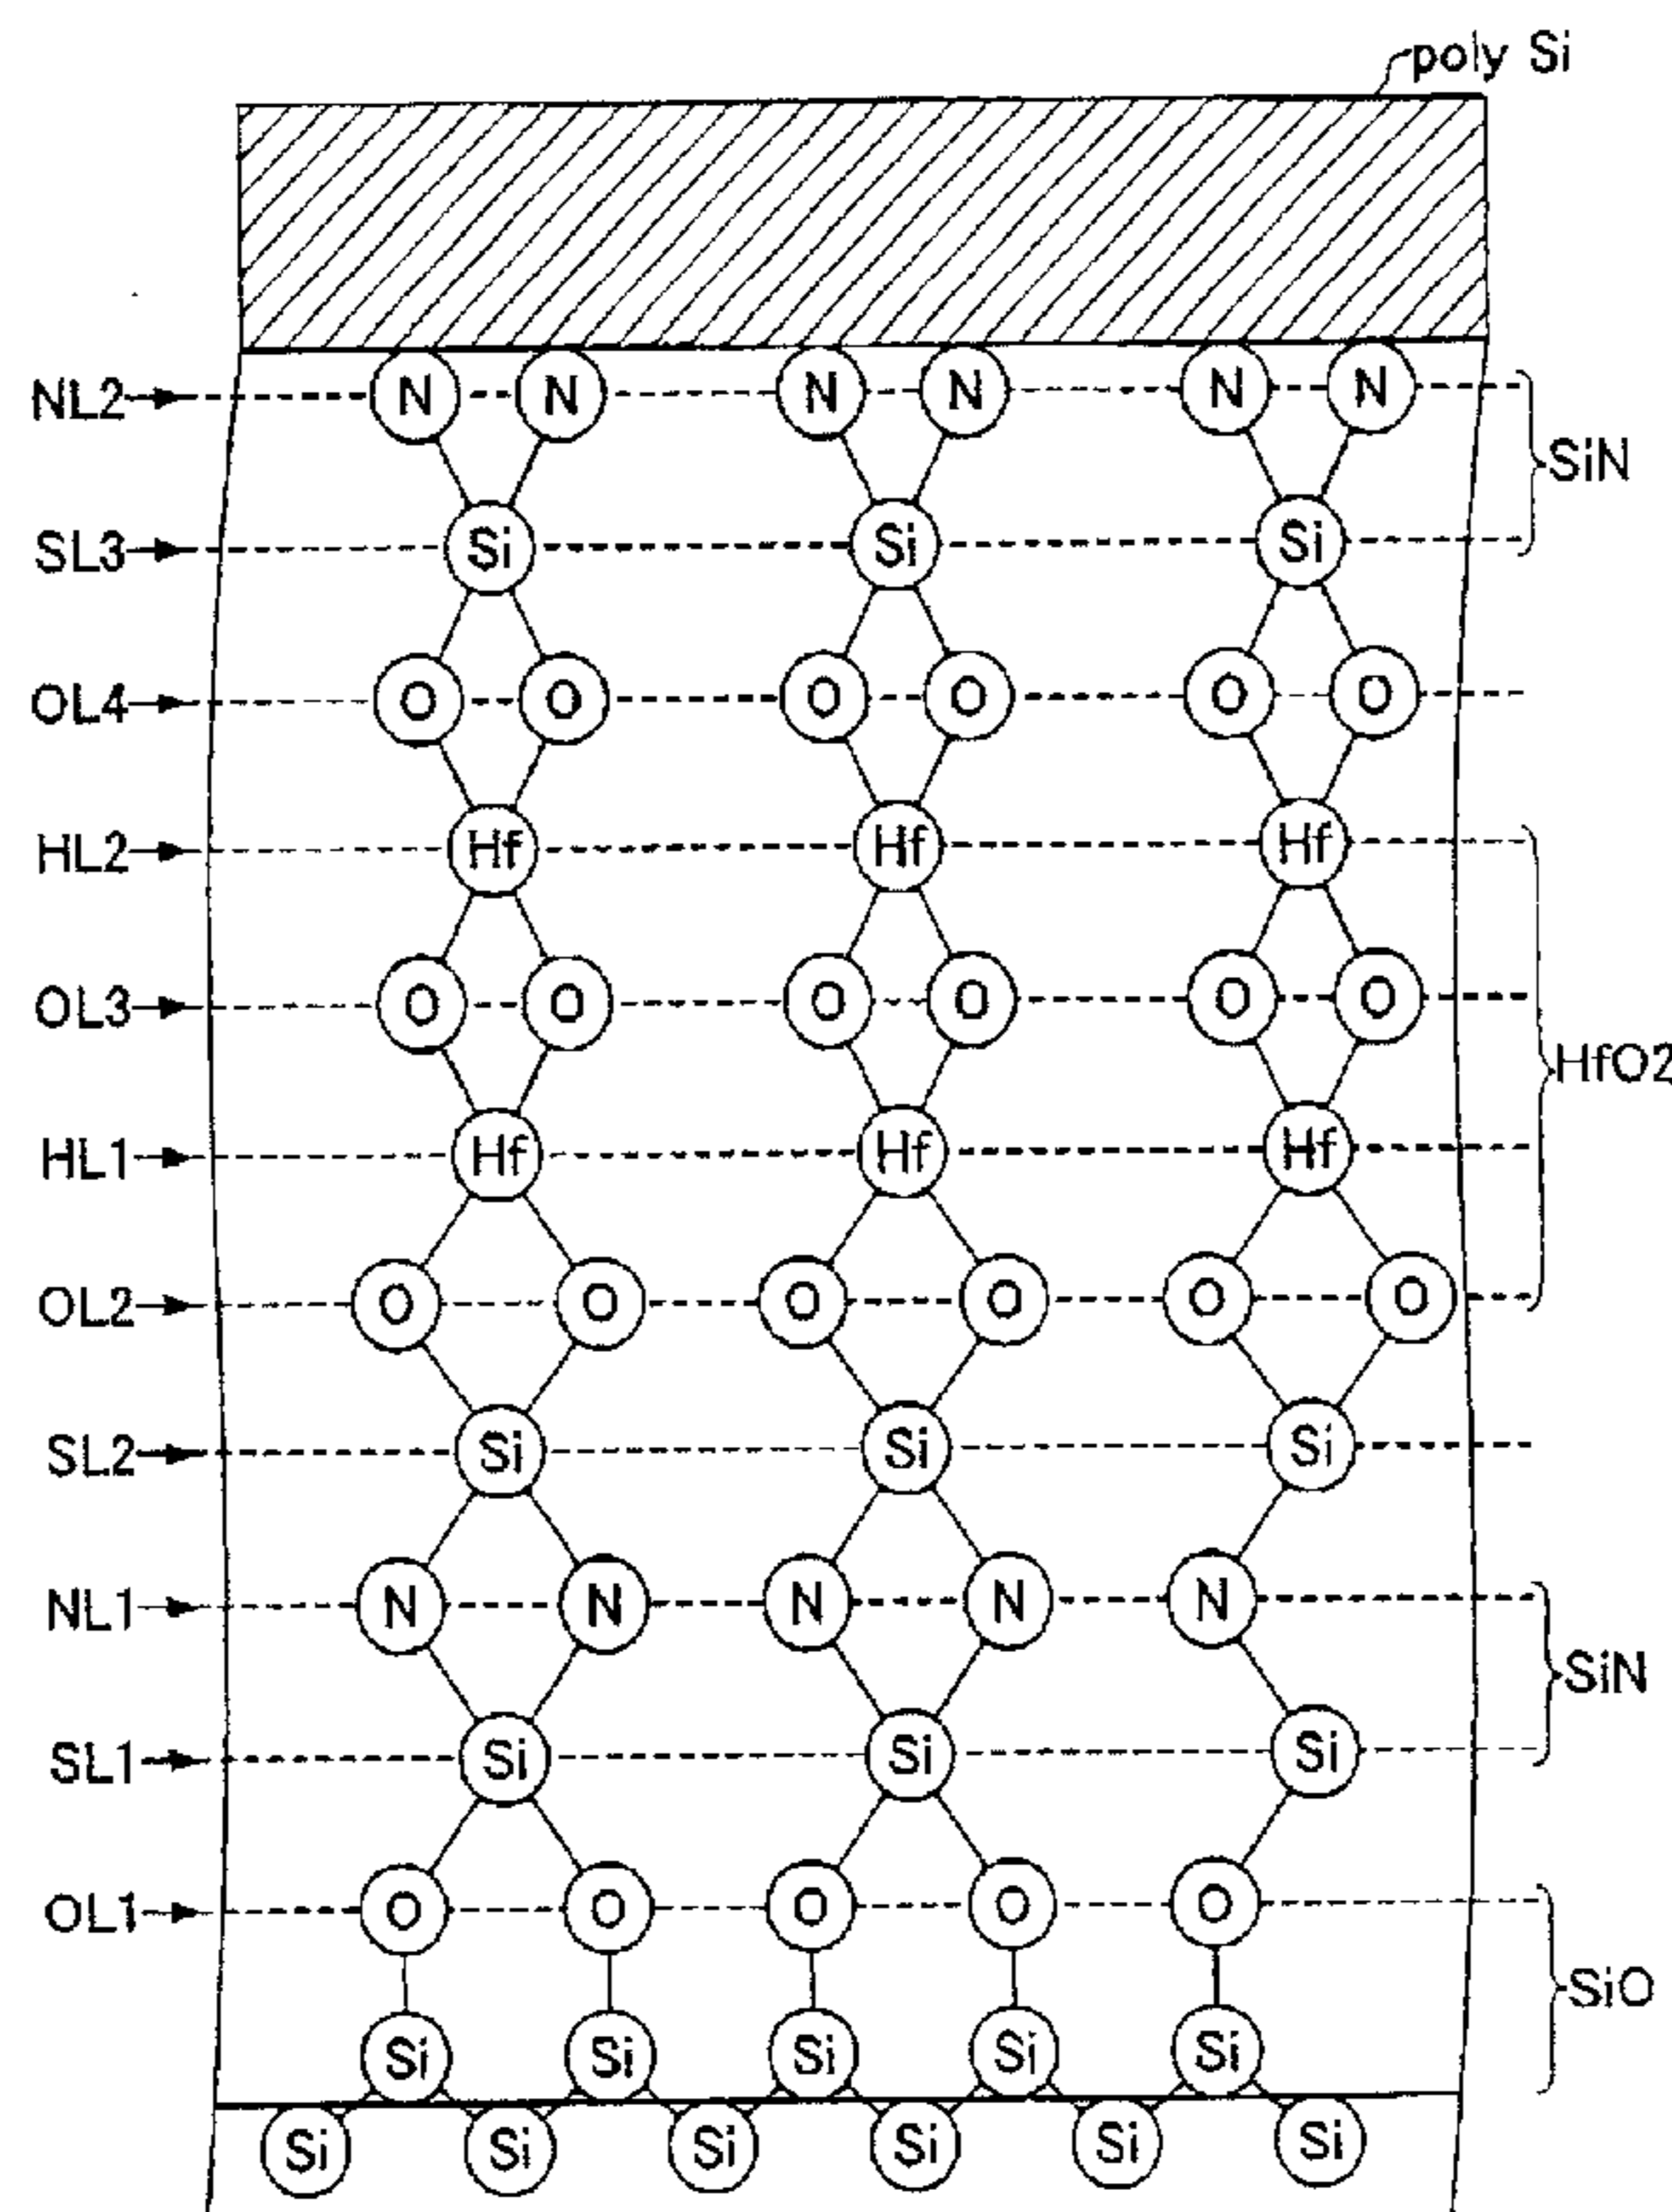 poly Si
NL2 N N N N N N
SiN
SL3 Si Si Si
OL4 O O O O O O
HL2 Hf Hf Hf
OL3 O O O O O O
HfO2
HL1 Hf Hf Hf
OL2 O O O O O O
SL2 Si Si Si
NL1 N N N N N
SiN
SL1 Si Si Si
OL1 O O O O O
SiO
Si Si Si Si Si
Si Si Si Si Si Si